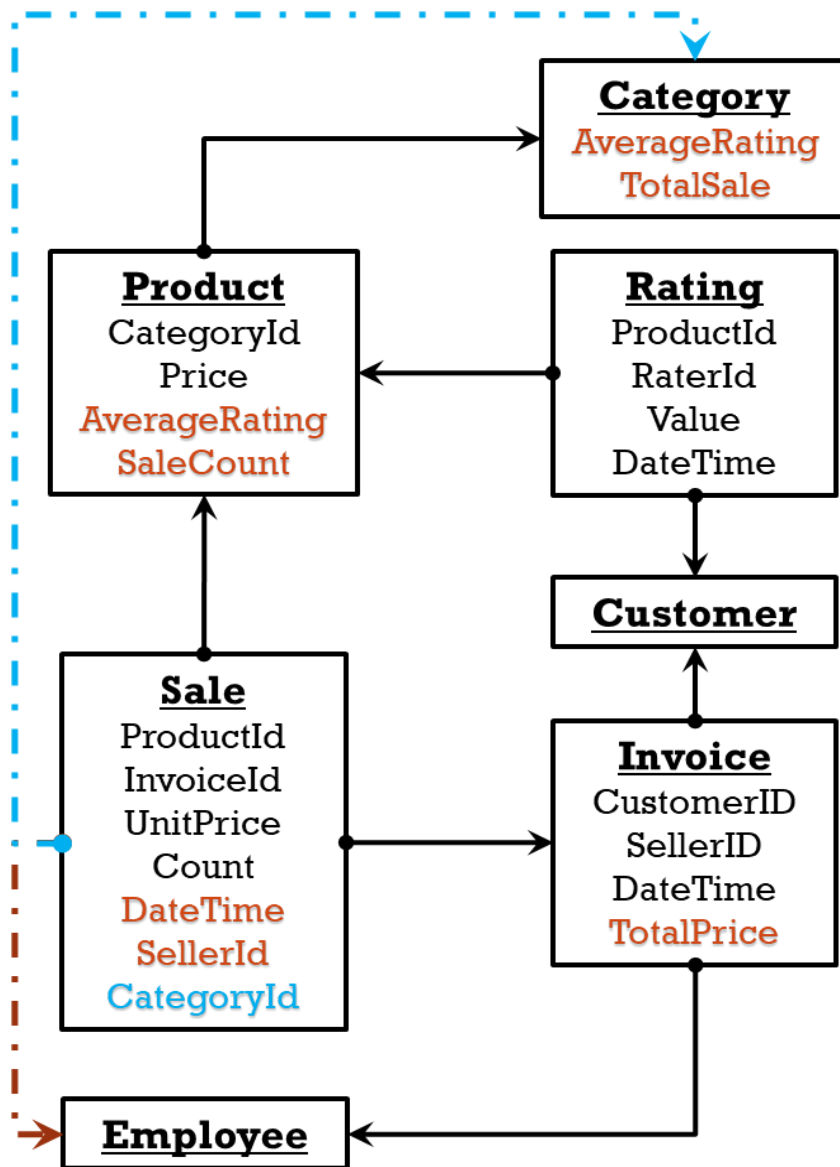 Category
AverageRating
TotalSale
Product
CategoryId
Price
AverageRating
SaleCount
Rating
ProductId
RaterId
Value
DateTime
Customer
Sale
ProductId
InvoiceId
UnitPrice
Count
DateTime
SellerId
CategoryId
Invoice
CustomerID
SellerID
DateTime
TotalPrice
Employee